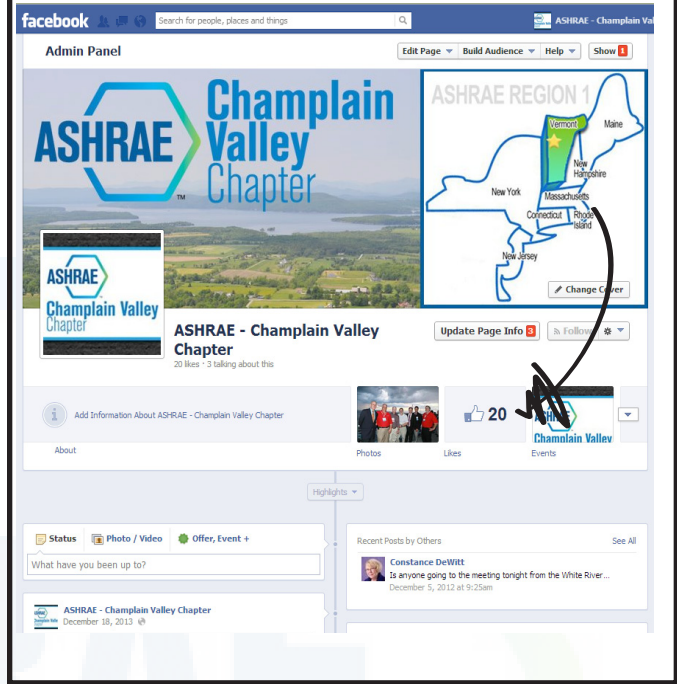 facebook
Search for people, places and things
ASHRAE - Champlain Val
Admin Panel
Edit Page
Build Audience
Help
Show 1
ASHRAE
TM
Champlain
Valley
Chapter
ASHRAE REGION 1
Vermont
Maine
New
Hampshire
New York
Massachusetts
Connecticut
Rhode
Island
New Jersey
Change Cover
ASHRAE
Champlain Valley
Chapter
ASHRAE - Champlain Valley
Chapter
20 likes · 3 talking about this
Update Page Info 3
Follow
Add Information About ASHRAE - Champlain Valley Chapter
20
Champlain Valley
About
Photos
Likes
Events
Highlights
Status
Photo / Video
Offer, Event +
What have you been up to?
Recent Posts by Others
See All
Constance DeWitt
Is anyone going to the meeting tonight from the White River...
December 5, 2012 at 9:25am
ASHRAE - Champlain Valley Chapter
December 18, 2013